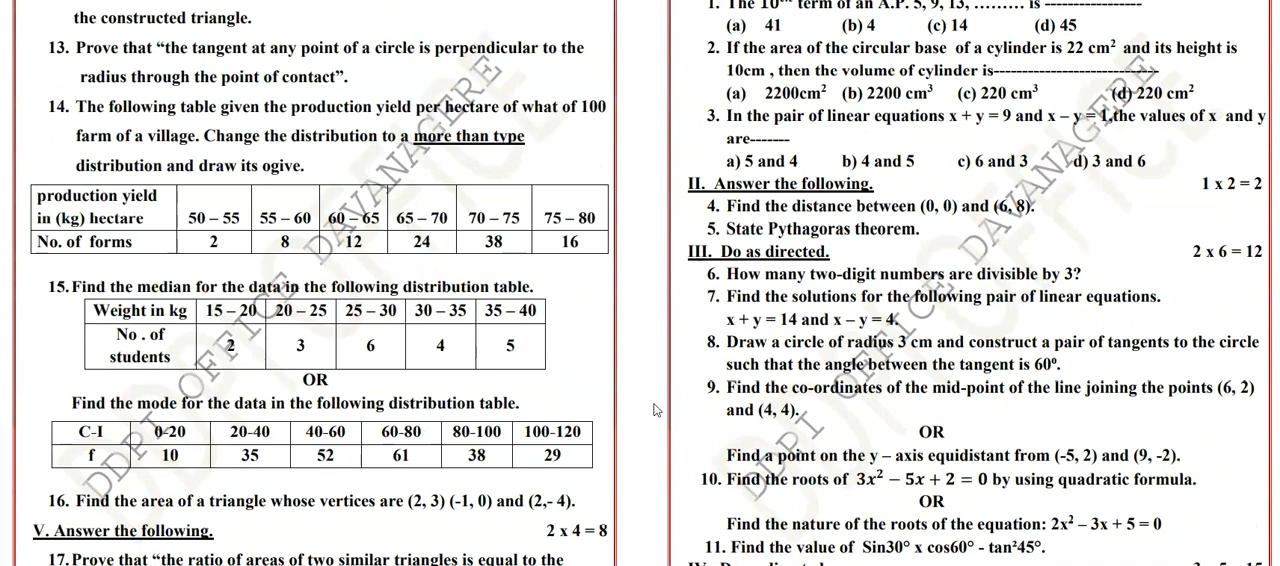 the constructed triangle.
13. Prove that “the tangent at any point of a circle is perpendicular to the
radius through the point of contact”.
14. The following table given the production yield per hectare of what of 100
farm of a village. Change the distribution to a more than type
distribution and draw its ogive.
production yield
in (kg) hectare 50 – 55 55 – 60 60 – 65 65 – 70 70 – 75 75 – 80
No. of forms 2 8 12 24 38 16
15. Find the median for the data in the following distribution table.
Weight in kg 15 – 20 20 – 25 25 – 30 30 – 35 35 – 40
No . of
students 2 3 6 4 5
OR
Find the mode for the data in the following distribution table.
C-I 0-20 20-40 40-60 60-80 80-100 100-120
f 10 35 52 61 38 29
16. Find the area of a triangle whose vertices are (2, 3) (-1, 0) and (2,- 4).
V. Answer the following. 2 x 4 = 8
17. Prove that “the ratio of areas of two similar triangles is equal to the
1. The 10th term of an A.P. 5, 9, 13, ……… is -----------------
(a) 41 (b) 4 (c) 14 (d) 45
2. If the area of the circular base of a cylinder is 22 cm² and its height is
10cm , then the volume of cylinder is-----------------------------
(a) 2200cm² (b) 2200 cm³ (c) 220 cm³ (d) 220 cm²
3. In the pair of linear equations x + y = 9 and x – y = 1,the values of x and y
are-------
a) 5 and 4 b) 4 and 5 c) 6 and 3 d) 3 and 6
II. Answer the following. 1 x 2 = 2
4. Find the distance between (0, 0) and (6, 8).
5. State Pythagoras theorem.
III. Do as directed. 2 x 6 = 12
6. How many two-digit numbers are divisible by 3?
7. Find the solutions for the following pair of linear equations.
x + y = 14 and x – y = 4.
8. Draw a circle of radius 3 cm and construct a pair of tangents to the circle
such that the angle between the tangent is 60⁰.
9. Find the co-ordinates of the mid-point of the line joining the points (6, 2)
and (4, 4).
OR
Find a point on the y – axis equidistant from (-5, 2) and (9, -2).
10. Find the roots of 3x² − 5x + 2 = 0 by using quadratic formula.
OR
Find the nature of the roots of the equation: 2x² – 3x + 5 = 0
11. Find the value of Sin30° x cos60° - tan²45°.
DDPI OFFICE DAVANAGERE
DDPI OFFICE DAVANAGERE